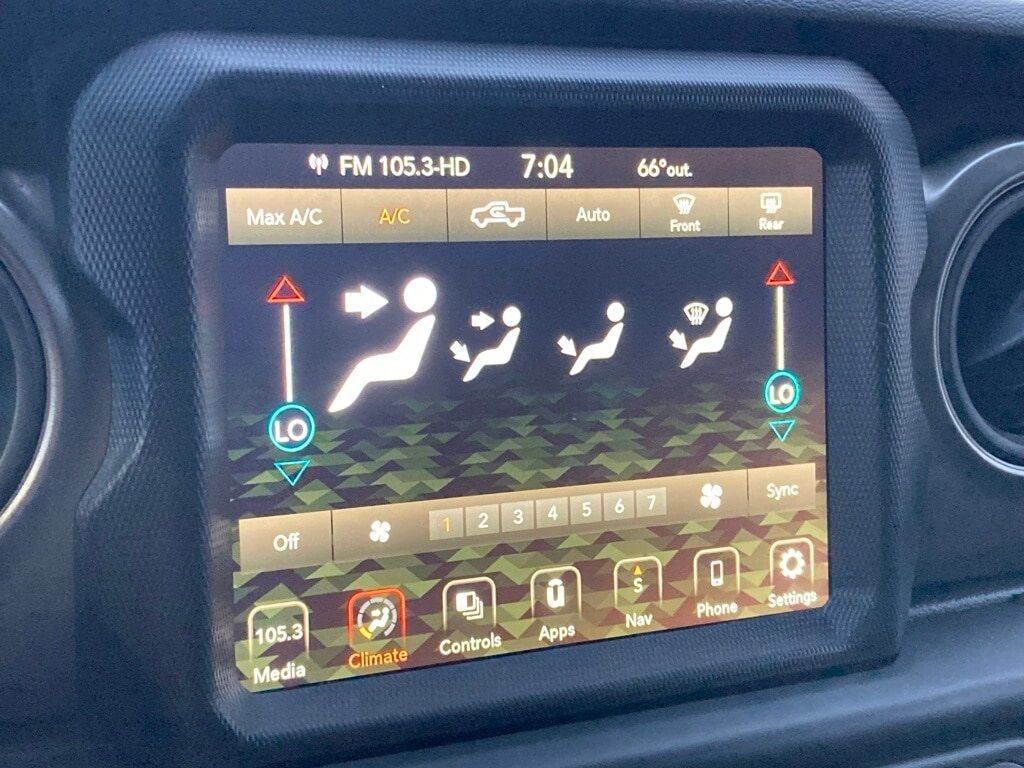 FM 105.3-HD 7:04 66°out.
Max A/C A/C Auto Front Rear
LO LO
Off 1 2 3 4 5 6 7 Sync
105.3 S
Media Climate Controls Apps Nav Phone Settings